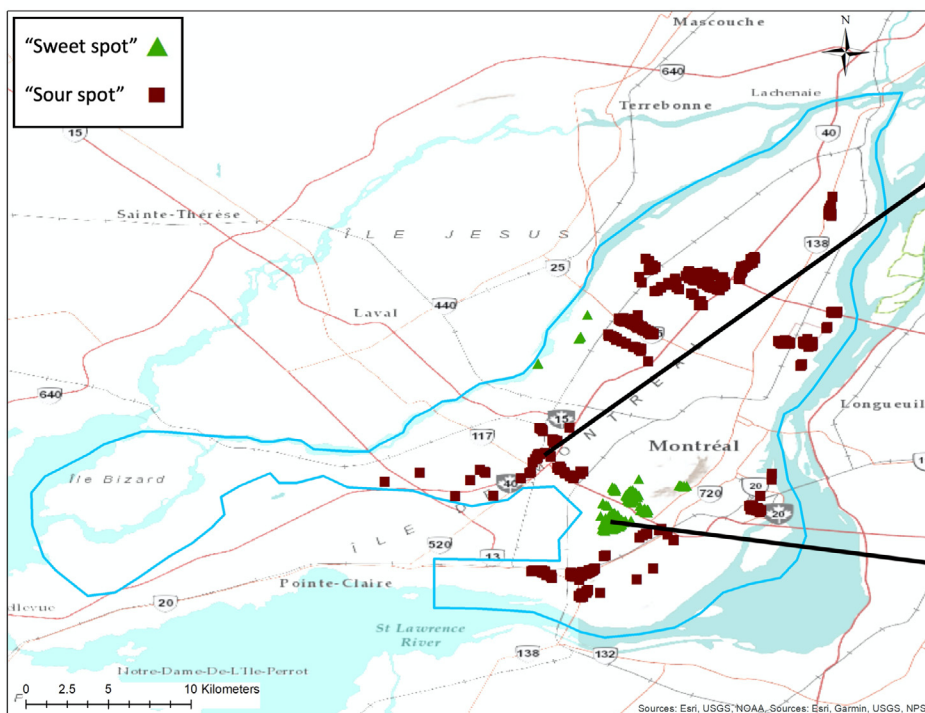 “Sweet spot”
“Sour spot”
Mascouche
N
640
Lachenaie
Terrebonne
15
40
Sainte-Thérèse
ÎLE JESUS
138
25
440
Laval
640
Longueuil
15
117
MONTREAL
Montréal
Île Bizard
40
720
20
20
ÎLE
520
13
Pointe-Claire
20
St Lawrence
River
138
132
Notre-Dame-De-L'Ile-Perrot
0 2.5 5 10 Kilometers
Sources: Esri, USGS, NOAA, Sources: Esri, Garmin, USGS, NPS